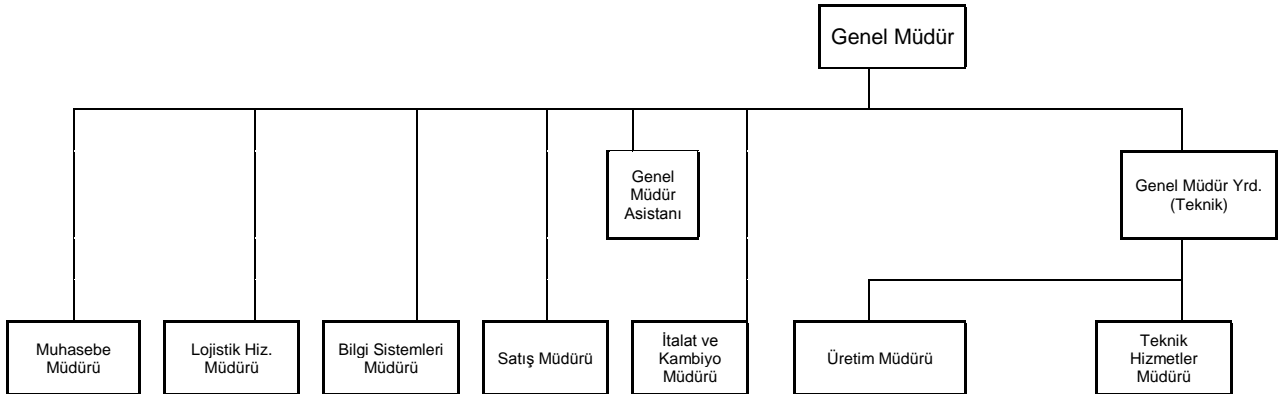 Genel Müdür
Genel
Müdür
Asistanı
Genel Müdür Yrd.
(Teknik)
Muhasebe
Müdürü
Lojistik Hiz.
Müdürü
Bilgi Sistemleri
Müdürü
Satış Müdürü
İtalat ve
Kambiyo
Müdürü
Üretim Müdürü
Teknik
Hizmetler
Müdürü